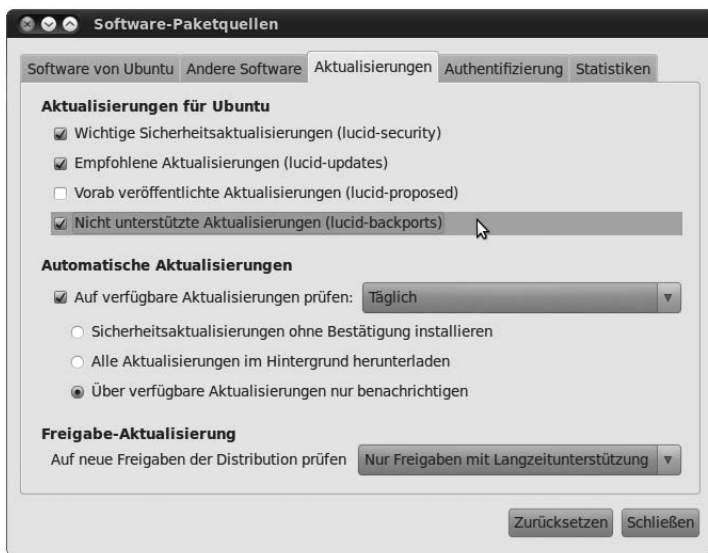 Software-Paketquellen
Software von Ubuntu Andere Software Aktualisierungen Authentifizierung Statistiken
Aktualisierungen für Ubuntu
Wichtige Sicherheitsaktualisierungen (lucid-security)
Empfohlene Aktualisierungen (lucid-updates)
Vorab veröffentlichte Aktualisierungen (lucid-proposed)
Nicht unterstützte Aktualisierungen (lucid-backports)
Automatische Aktualisierungen
Auf verfügbare Aktualisierungen prüfen: Täglich
Sicherheitsaktualisierungen ohne Bestätigung installieren
Alle Aktualisierungen im Hintergrund herunterladen
Über verfügbare Aktualisierungen nur benachrichtigen
Freigabe-Aktualisierung
Auf neue Freigaben der Distribution prüfen Nur Freigaben mit Langzeitunterstützung
Zurücksetzen Schließen